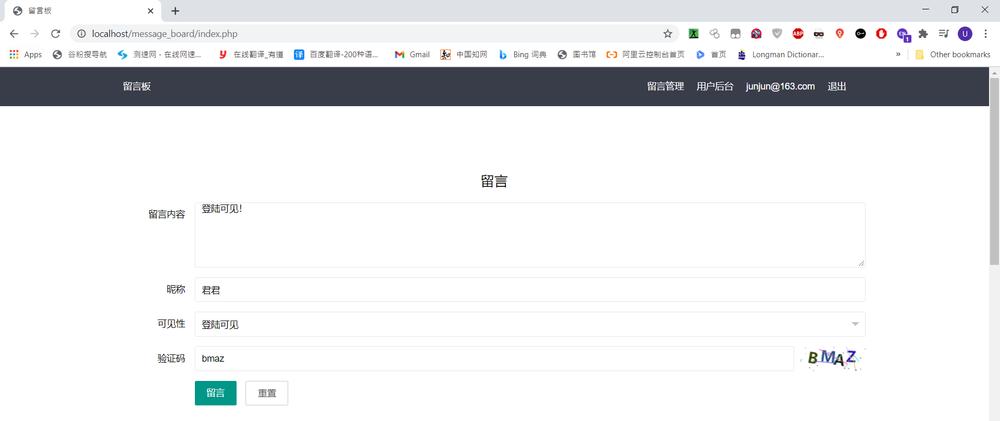 留言板
localhost/message_board/index.php
ABP
EN
1
U
Apps 谷粉搜导航 测速网 - 在线网速... 在线翻译_有道 译 百度翻译-200种语... Gmail 中国知网 Bing 词典 图书馆 阿里云控制台首页 首页 Longman Dictionar... » Other bookmarks
留言板 留言管理 用户后台 junjun@163.com 退出
留言
留言内容 登陆可见!
昵称 君君
可见性 登陆可见
验证码 bmaz BMAZ
留言 重置